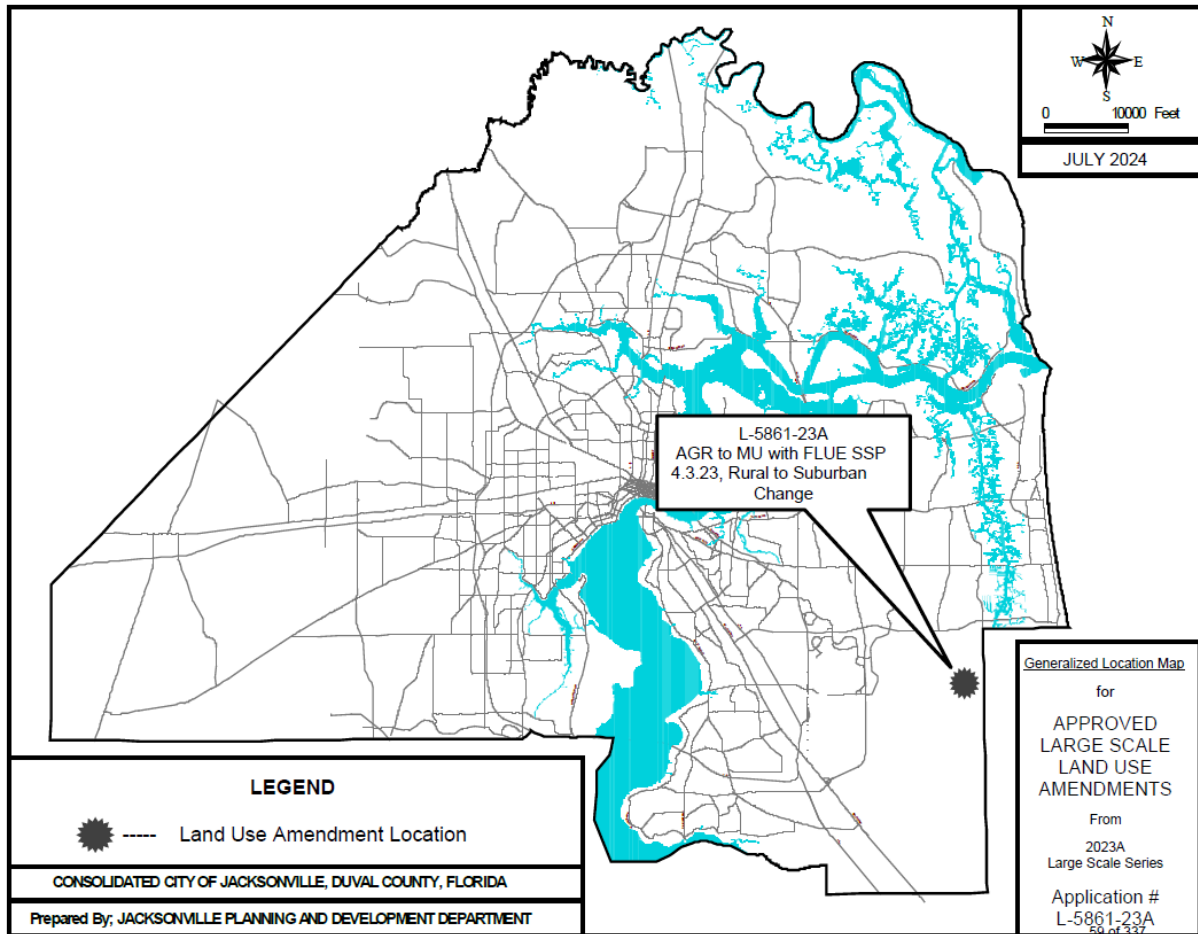 N
W E
S
0 10000 Feet
JULY 2024
L-5861-23A
AGR to MU with FLUE SSP
4.3.23, Rural to Suburban
Change
Generalized Location Map
for
APPROVED
LARGE SCALE
LAND USE
AMENDMENTS
From
2023A
Large Scale Series
Application #
L-5861-23A
59 of 337
LEGEND
----- Land Use Amendment Location
CONSOLIDATED CITY OF JACKSONVILLE, DUVAL COUNTY, FLORIDA
Prepared By; JACKSONVILLE PLANNING AND DEVELOPMENT DEPARTMENT